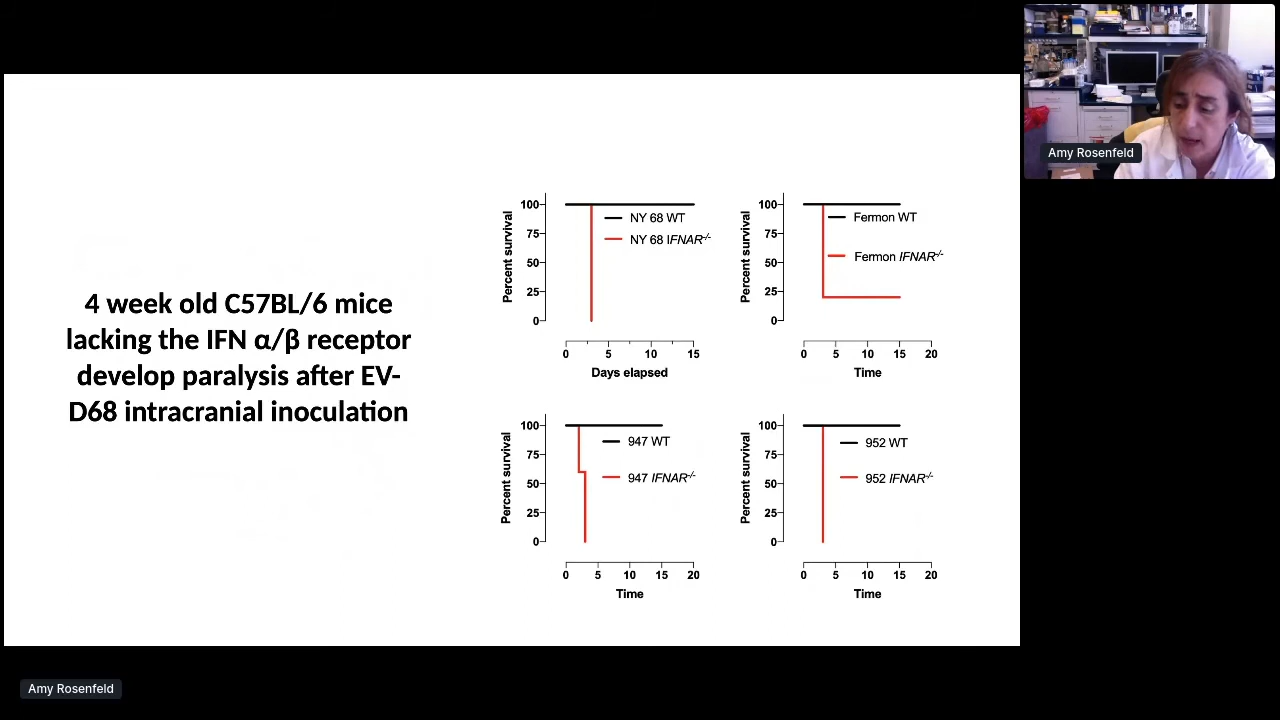 Amy Rosenfeld
4 week old C57BL/6 mice
lacking the IFN α/β receptor
develop paralysis after EV-
D68 intracranial inoculation
Percent survival
100
75
50
25
0
NY 68 WT
NY 68 IFNAR-/-
0 5 10 15
Days elapsed
Percent survival
100
75
50
25
0
Fermon WT
Fermon IFNAR-/-
0 5 10 15 20
Time
Percent survival
100
75
50
25
0
947 WT
947 IFNAR-/-
0 5 10 15 20
Time
Percent survival
100
75
50
25
0
952 WT
952 IFNAR-/-
0 5 10 15 20
Time
Amy Rosenfeld